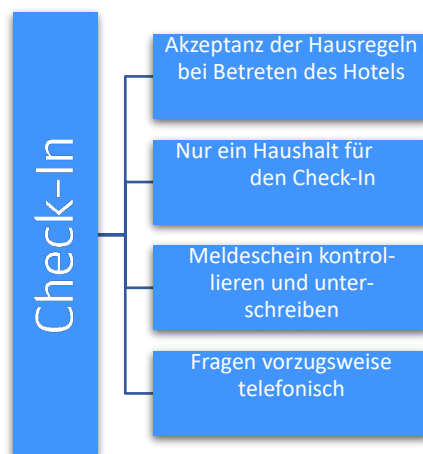 Check-In
Akzeptanz der Hausregeln
bei Betreten des Hotels
Nur ein Haushalt für
den Check-In
Meldeschein kontrol-
lieren und unter-
schreiben
Fragen vorzugsweise
telefonisch